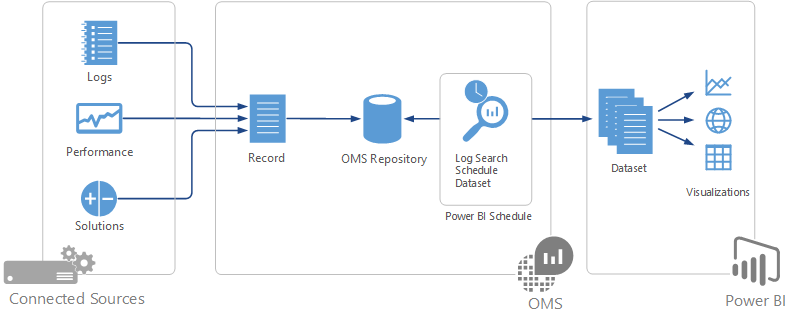 Logs
Performance
Solutions
Connected Sources
Record
OMS Repository
Log Search
Schedule
Dataset
Power BI Schedule
OMS
Dataset
Visualizations
Power BI